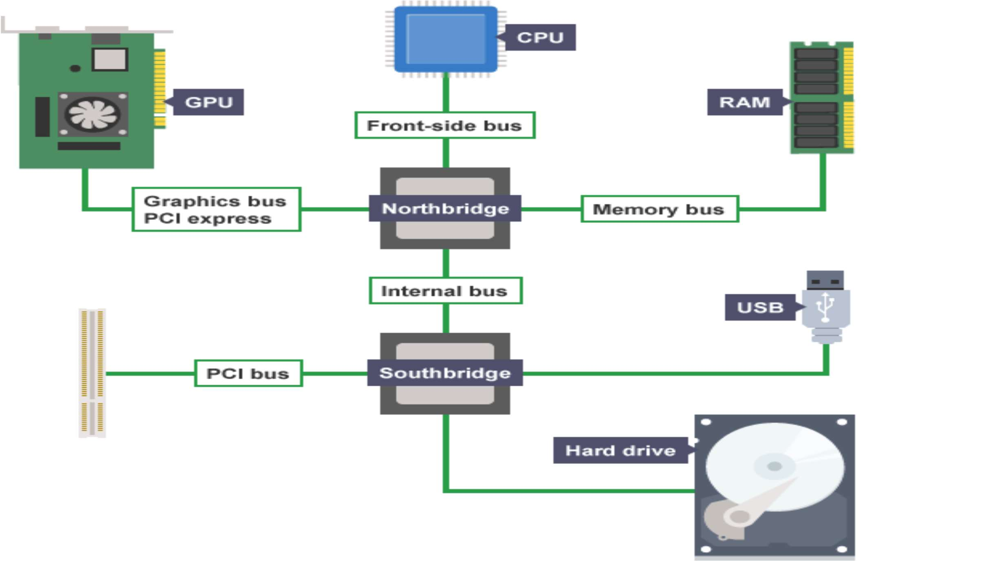 CPU
GPU
RAM
Front-side bus
Graphics bus
PCI express
Northbridge
Memory bus
Internal bus
USB
PCI bus
Southbridge
Hard drive